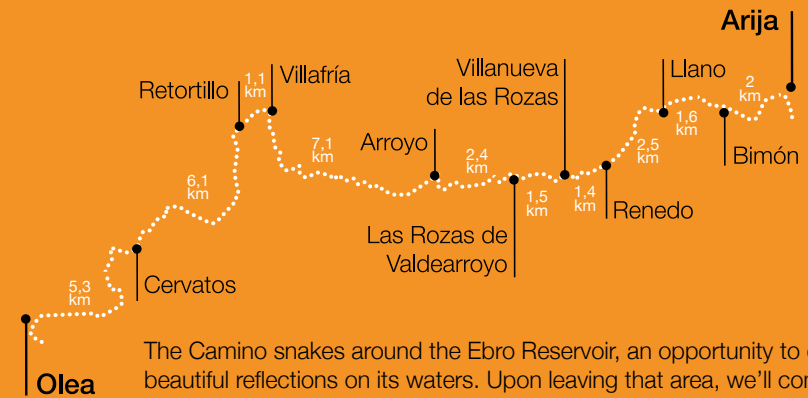 Arija
1,1
km
Villafría
Retortillo
Villanueva
de las Rozas
Llano
2
km
1,6
km
Bimón
7,1
km
Arroyo
2,4
km
2,5
km
6,1
km
1,5
km
1,4
km
Renedo
Las Rozas de
Valdearroyo
Cervatos
5,3
km
Olea
The Camino snakes around the Ebro Reservoir, an opportunity to
beautiful reflections on its waters. Upon leaving that area, we’ll